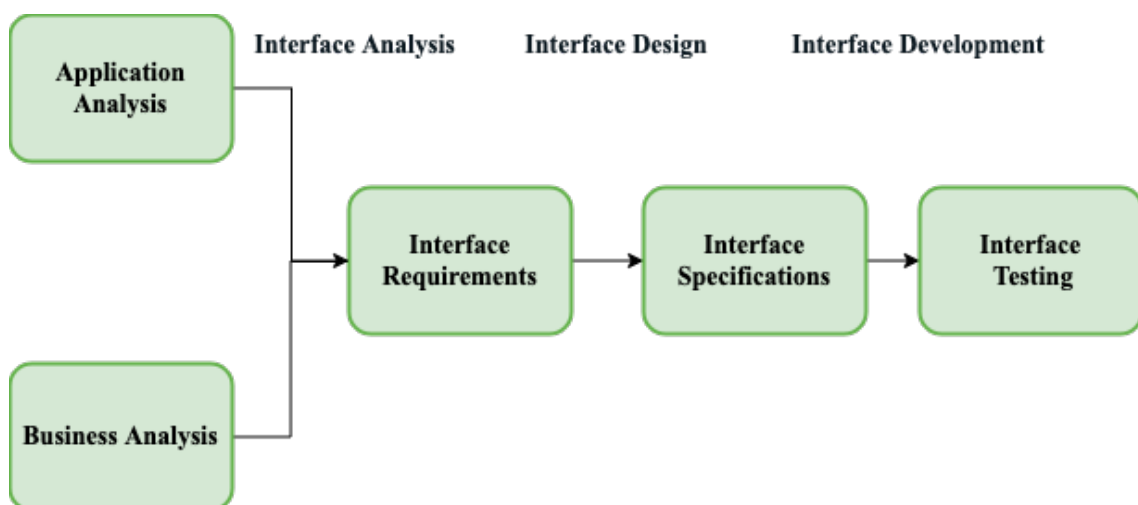 Interface Analysis
Interface Design
Interface Development
Application
Analysis
Interface
Requirements
Interface
Specifications
Interface
Testing
Business Analysis